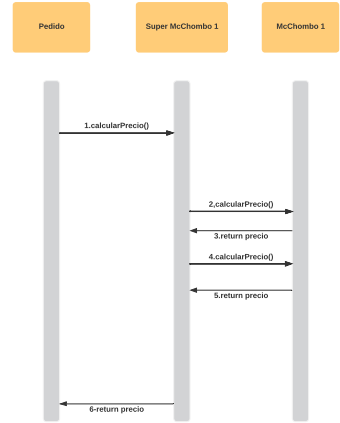 Pedido
Super McChombo 1
McChombo 1
1.calcularPrecio()
2,calcularPrecio()
3.return precio
4.calcularPrecio()
5.return precio
6-return precio